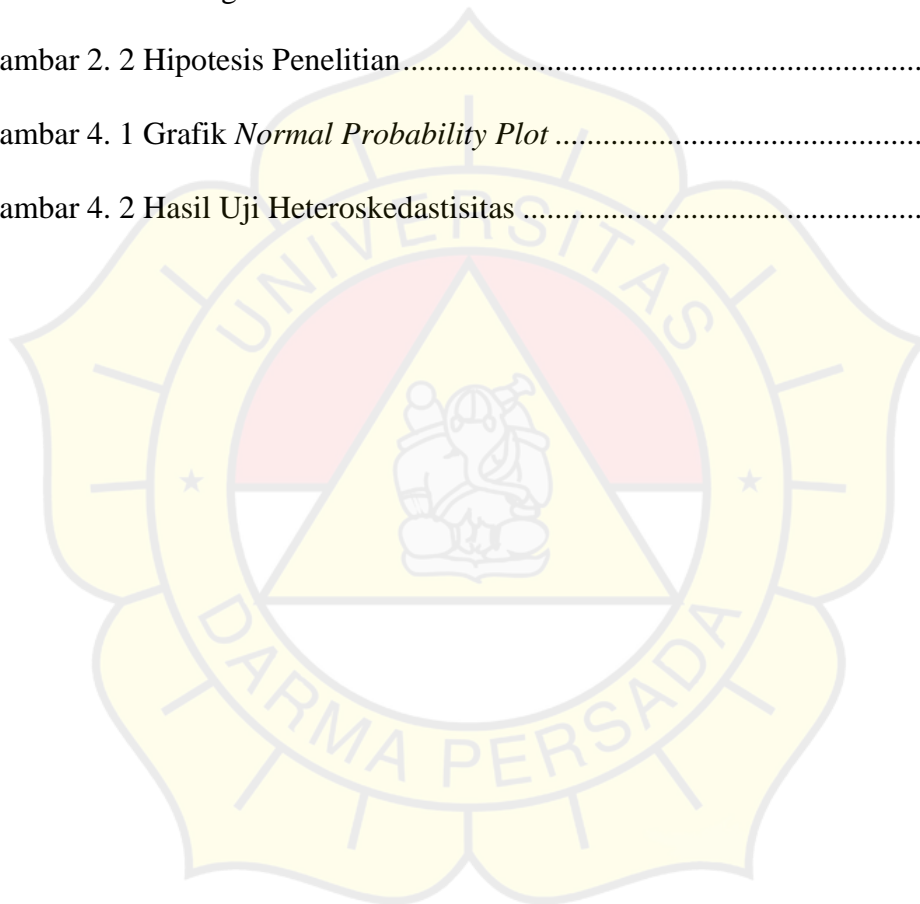 ambar 2. 2 Hipotesis Penelitian..........................................................................
ambar 4. 1 Grafik Normal Probability Plot ..............................................
ambar 4. 2 Hasil Uji Heteroskedastisitas ..................................................
UNIVERSITAS
DARMA PERSADA